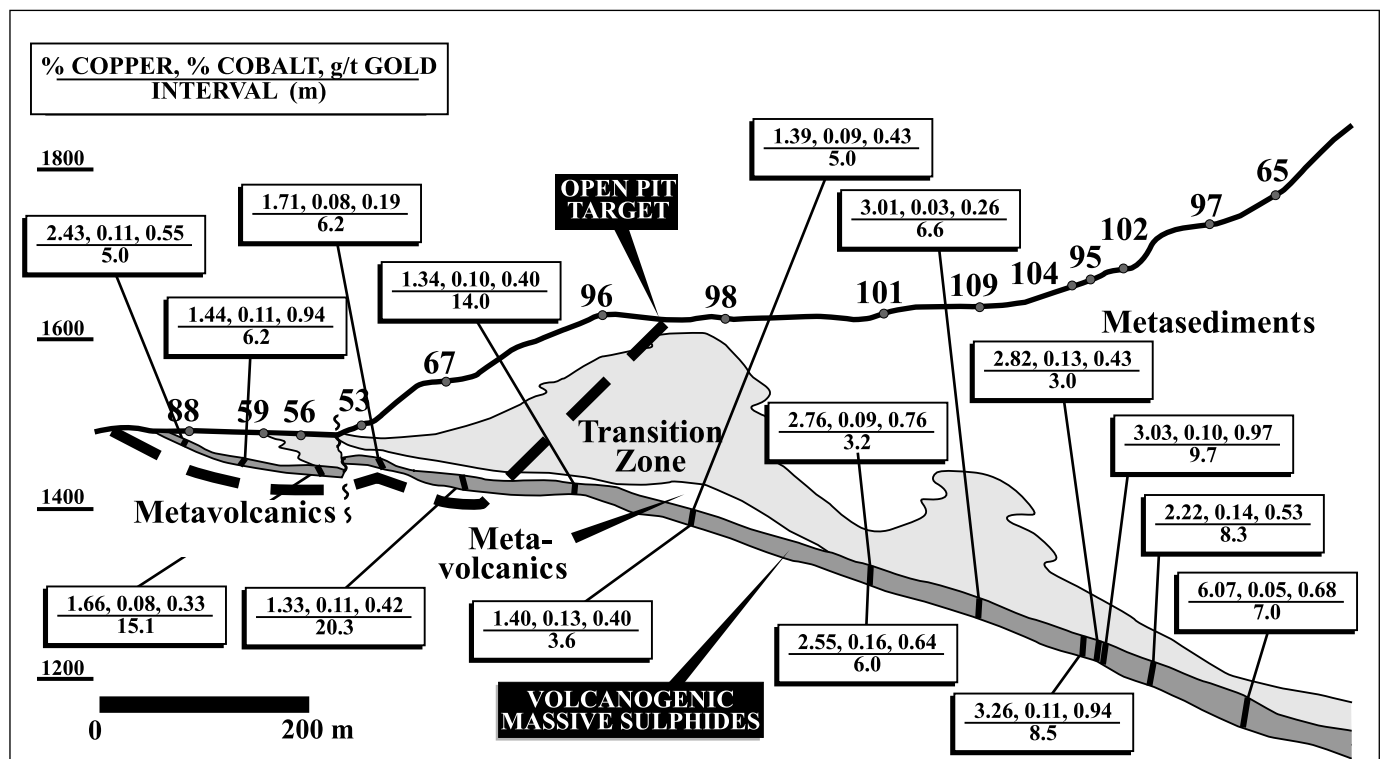 % COPPER, % COBALT, g/t GOLD
INTERVAL (m)
1800
1600
1400
1200
2.43, 0.11, 0.55
5.0
1.71, 0.08, 0.19
6.2
1.44, 0.11, 0.94
6.2
1.34, 0.10, 0.40
14.0
OPEN PIT
TARGET
1.39, 0.09, 0.43
5.0
3.01, 0.03, 0.26
6.6
2.82, 0.13, 0.43
3.0
2.76, 0.09, 0.76
3.2
3.03, 0.10, 0.97
9.7
2.22, 0.14, 0.53
8.3
6.07, 0.05, 0.68
7.0
88
59
56
53
67
96
98
101
109
104
95
102
97
65
Metasediments
Transition
Zone
Metavolcanics
Meta-
volcanics
1.66, 0.08, 0.33
15.1
1.33, 0.11, 0.42
20.3
1.40, 0.13, 0.40
3.6
2.55, 0.16, 0.64
6.0
3.26, 0.11, 0.94
8.5
VOLCANOGENIC
MASSIVE SULPHIDES
0
200 m